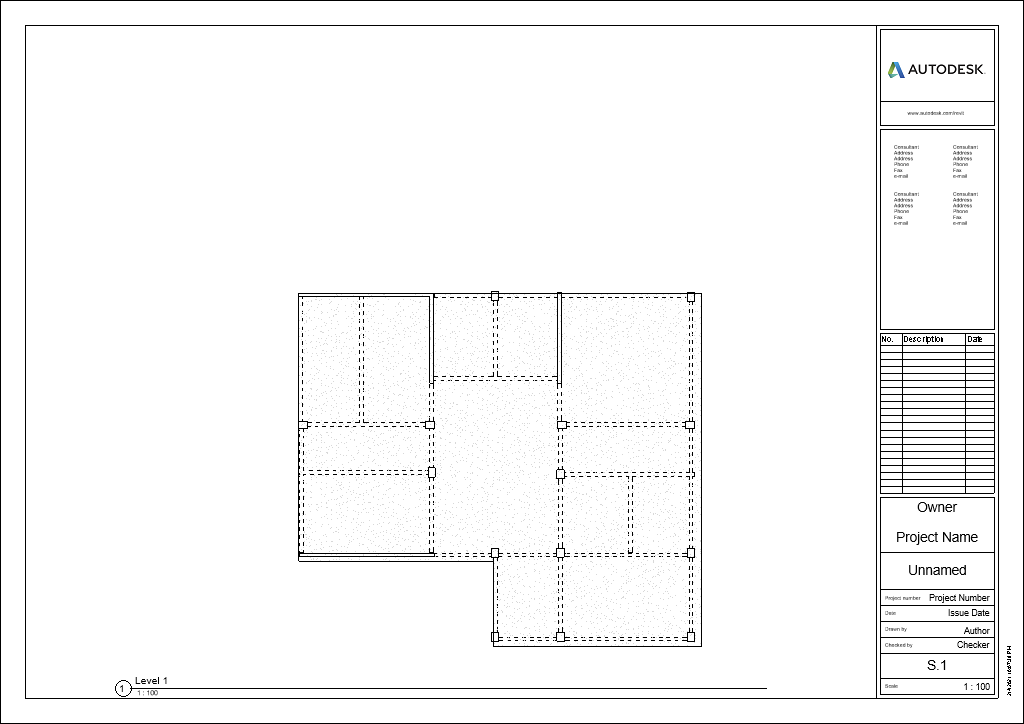 AUTODESK.
www.autodesk.com/revit
Consultant Address Address Phone Fax e-mail
Consultant Address Address Phone Fax e-mail
Consultant Address Address Phone Fax e-mail
Consultant Address Address Phone Fax e-mail
No. Description Date
Owner
Project Name
Unnamed
Project number Project Number
Date Issue Date
Drawn by Author
Checked by Checker
S.1
Scale 1 : 100
1 Level 1
1 : 100